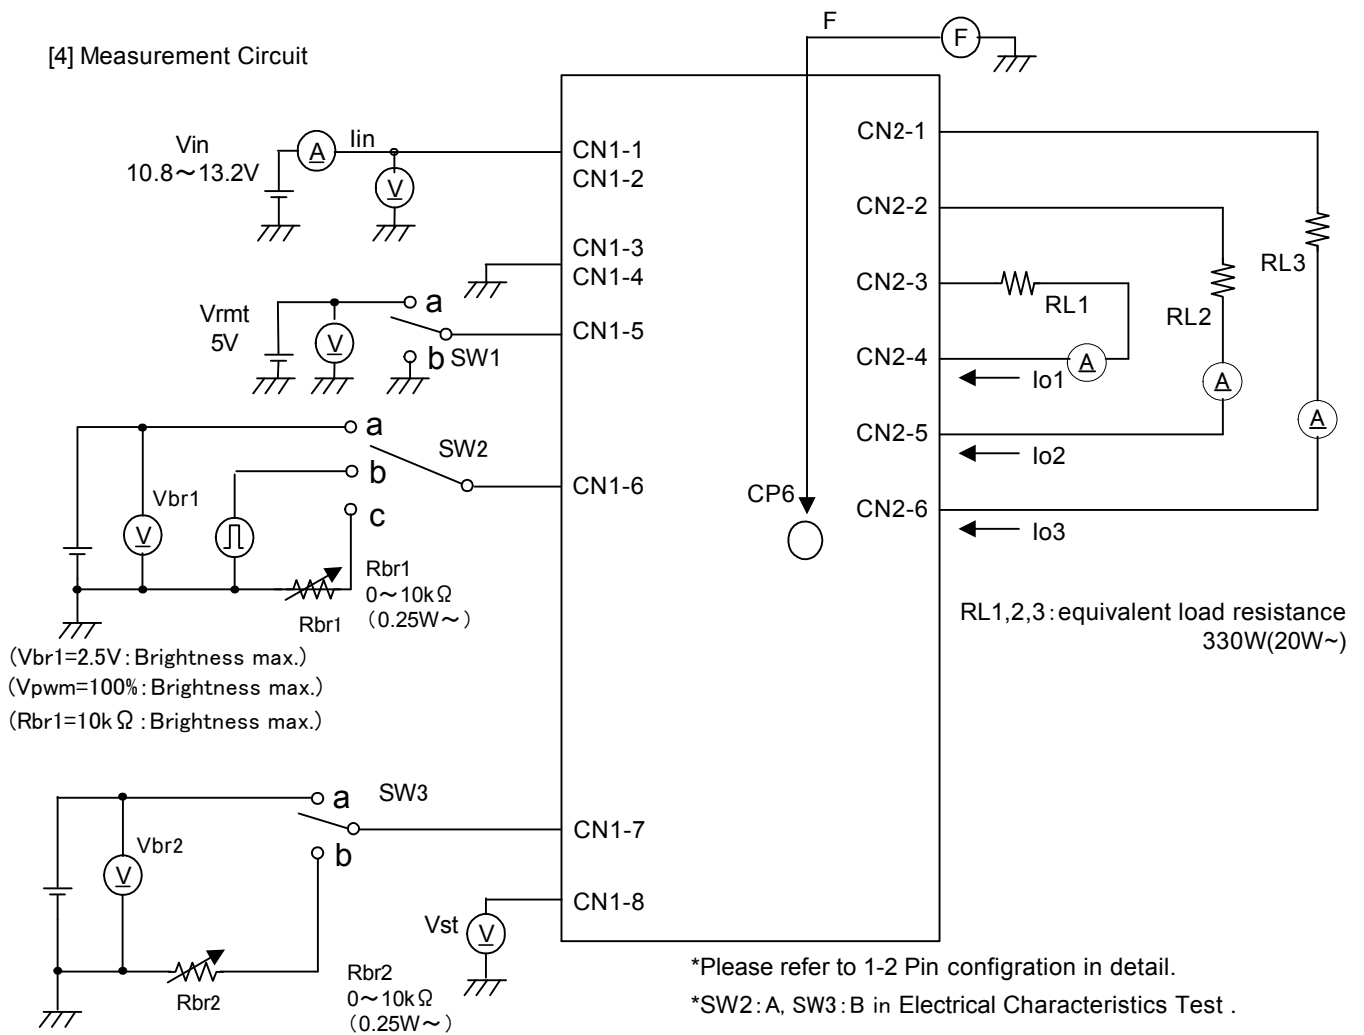 [4] Measurement Circuit
F
F
Vin
10.8～13.2V
A
Iin
V
CN1-1
CN1-2
CN1-3
CN1-4
Vrmt
5V
V
a
b SW1
CN1-5
a
SW2
b
c
Vbr1
V
CN1-6
Rbr1
Rbr1
0～10kΩ
（0.25W～）
(Vbr1=2.5V：Brightness max.）
(Vpwm=100%：Brightness max.）
(Rbr1=10kΩ：Brightness max.）
a
SW3
b
Vbr2
V
CN1-7
Rbr2
Rbr2
0～10kΩ
（0.25W～）
Vst
V
CN1-8
CP6
CN2-1
CN2-2
CN2-3
CN2-4
CN2-5
CN2-6
RL1
RL2
RL3
A
A
A
Io1
Io2
Io3
RL1,2,3：equivalent load resistance
330W(20W~)
*Please refer to 1-2 Pin configration in detail.
*SW2：A, SW3：B in Electrical Characteristics Test .